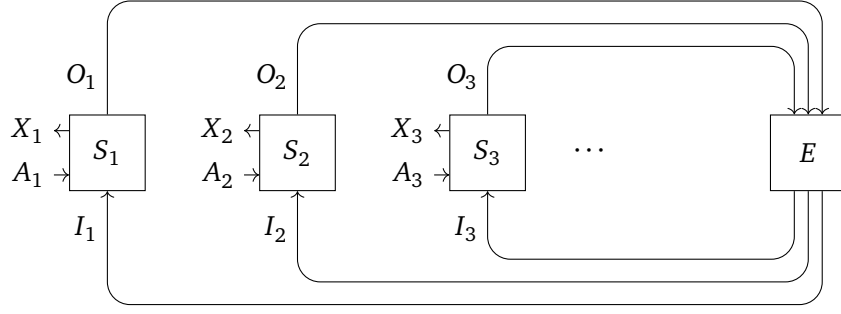 O₁ O₂ O₃
X₁ S₁ X₂ S₂ X₃ S₃ ⋯ E
A₁ A₂ A₃
I₁ I₂ I₃